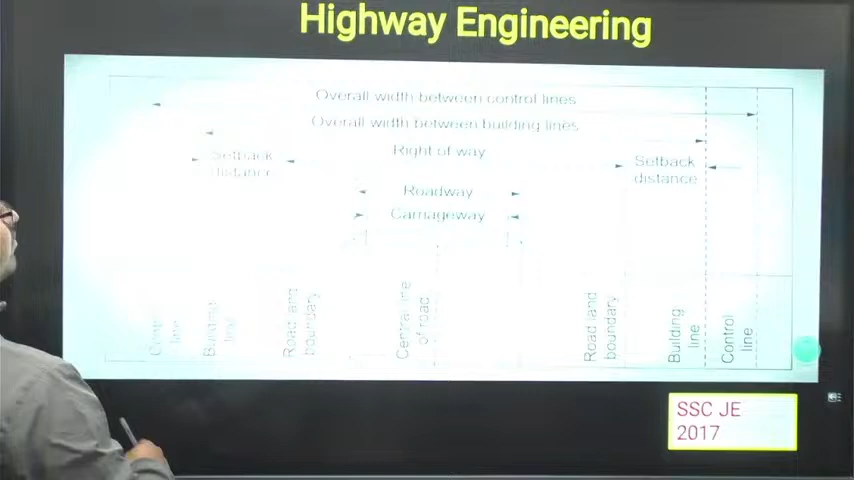 Highway Engineering
Overall width between control lines
Overall width between building lines
Right of way
Setback
distance
Setback
distance
Roadway
Carriageway
Control
line
Building
line
Road land
boundary
Central line
of road
Road land
boundary
Building
line
Control
line
SSC JE
2017